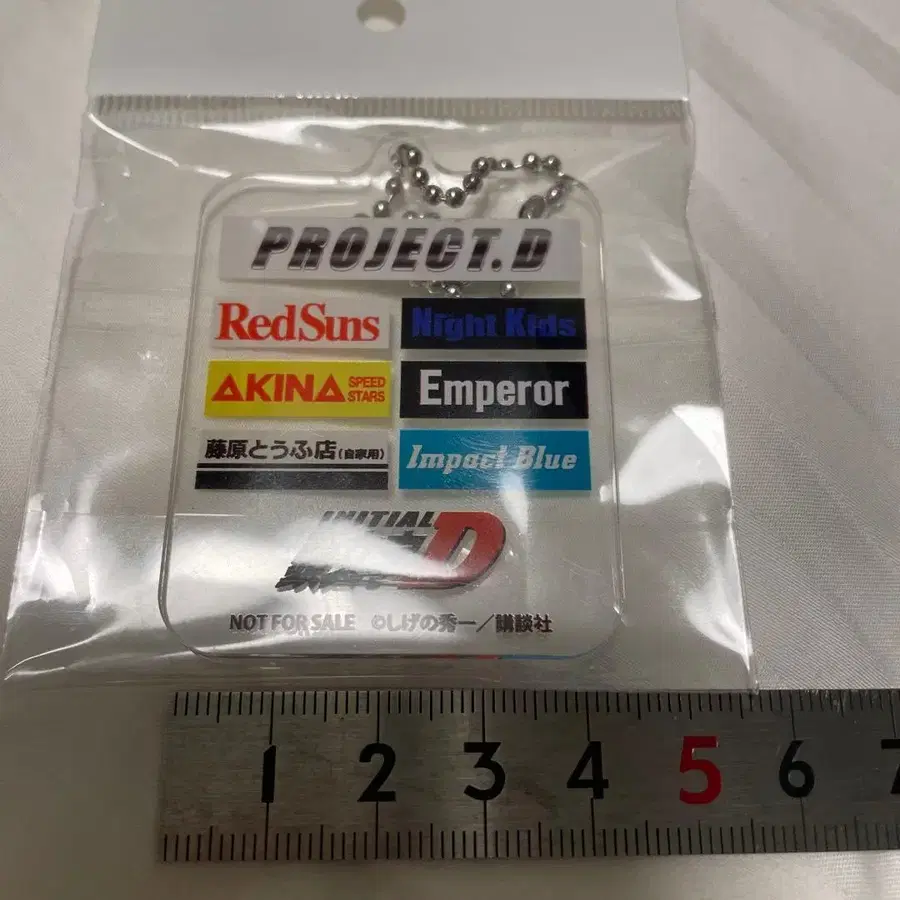 PROJECT.D
RedSuns
Night Kids
AKINA SPEED STARS
Emperor
藤原とうふ店(自家用)
Impact Blue
INITIAL D
NOT FOR SALE ©しげの秀一/講談社
1 2 3 4 5 6 7